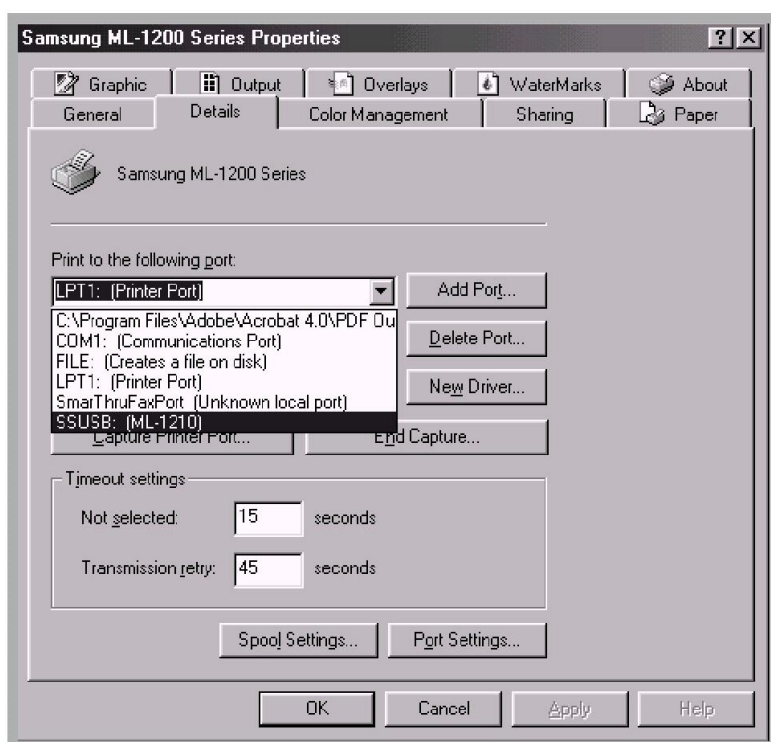 Samsung ML-1200 Series Properties
Graphic Output Overlays WaterMarks About
General Details Color Management Sharing Paper
Samsung ML-1200 Series
Print to the following port:
LPT1: (Printer Port)
Add Port...
C:\Program Files\Adobe\Acrobat 4.0\PDF Ou
COM1: (Communications Port)
FILE: (Creates a file on disk)
LPT1: (Printer Port)
SmarThruFaxPort (Unknown local port)
SSUSB: (ML-1210)
Delete Port...
New Driver...
Capture Printer Port... End Capture...
Timeout settings
Not selected: 15 seconds
Transmission retry: 45 seconds
Spool Settings... Port Settings...
OK Cancel Apply Help